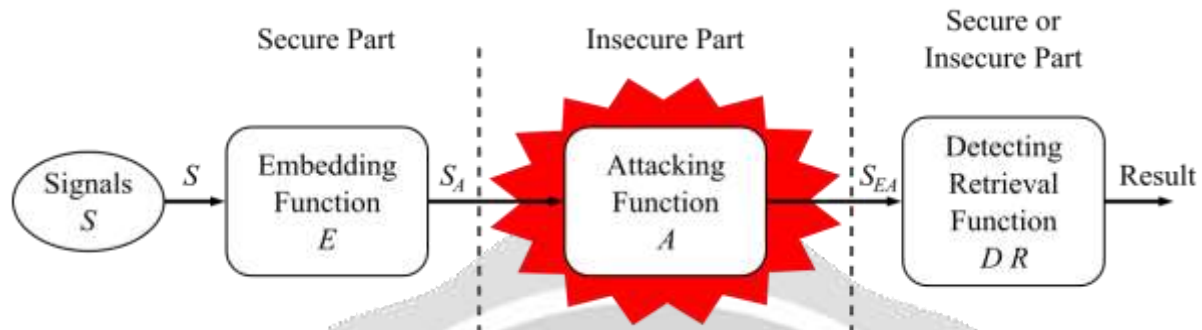 Secure Part
Insecure Part
Secure or
Insecure Part
Signals
S
S
Embedding
Function
E
S_A
Attacking
Function
A
S_EA
Detecting
Retrieval
Function
D R
Result